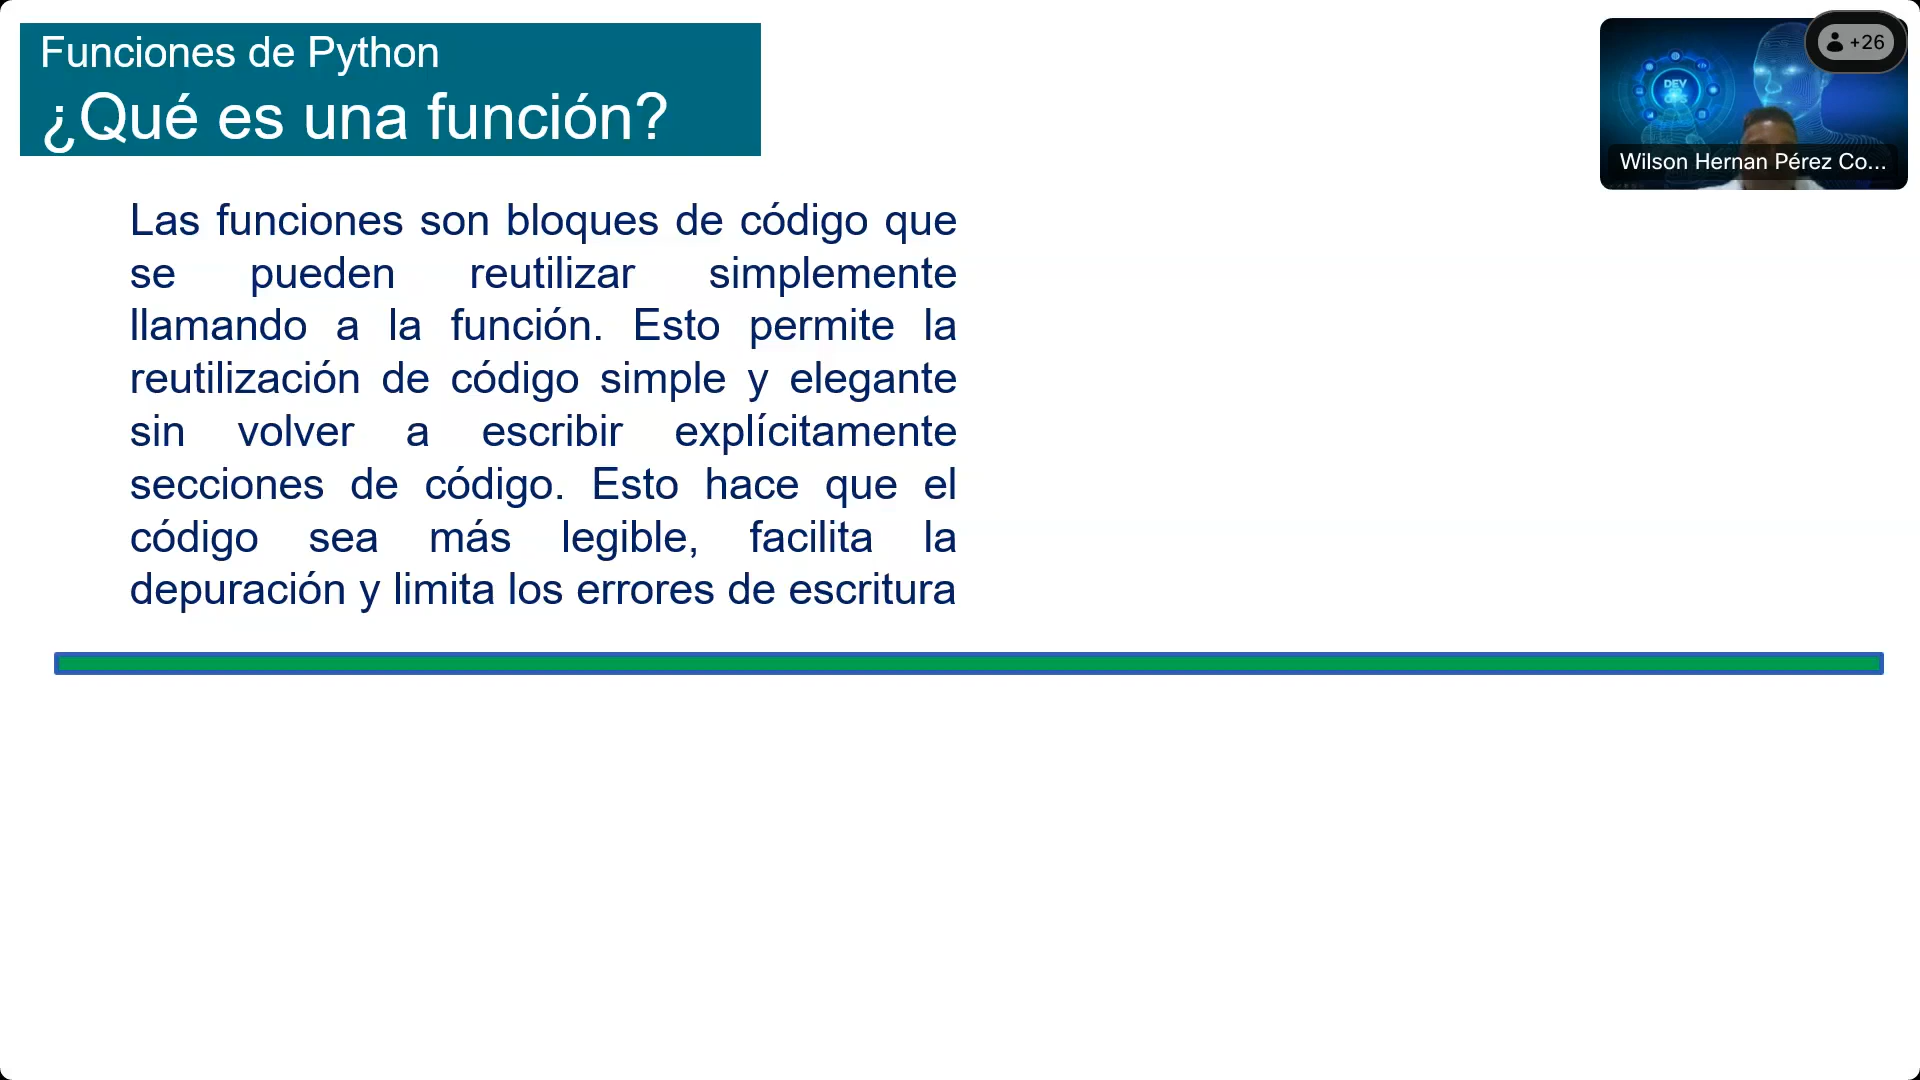 Funciones de Python
¿Qué es una función?
+26
DEV
OPS
Wilson Hernan Pérez Co...
Las funciones son bloques de código que
se pueden reutilizar simplemente
llamando a la función. Esto permite la
reutilización de código simple y elegante
sin volver a escribir explícitamente
secciones de código. Esto hace que el
código sea más legible, facilita la
depuración y limita los errores de escritura